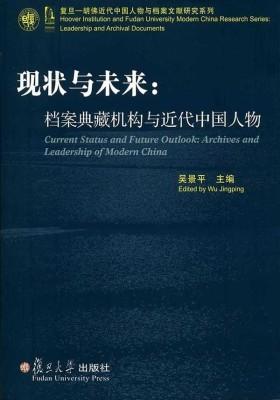 复旦—胡佛近代中国人物与档案文献研究系列
Hoover Institution and Fudan University Modern China Research Series:
Leadership and Archival Documents
现状与未来:
档案典藏机构与近代中国人物
Current Status and Future Outlook: Archives and
Leadership of Modern China
吴景平 主编
Edited by Wu Jingping
復旦大學 出版社
Fudan University Press